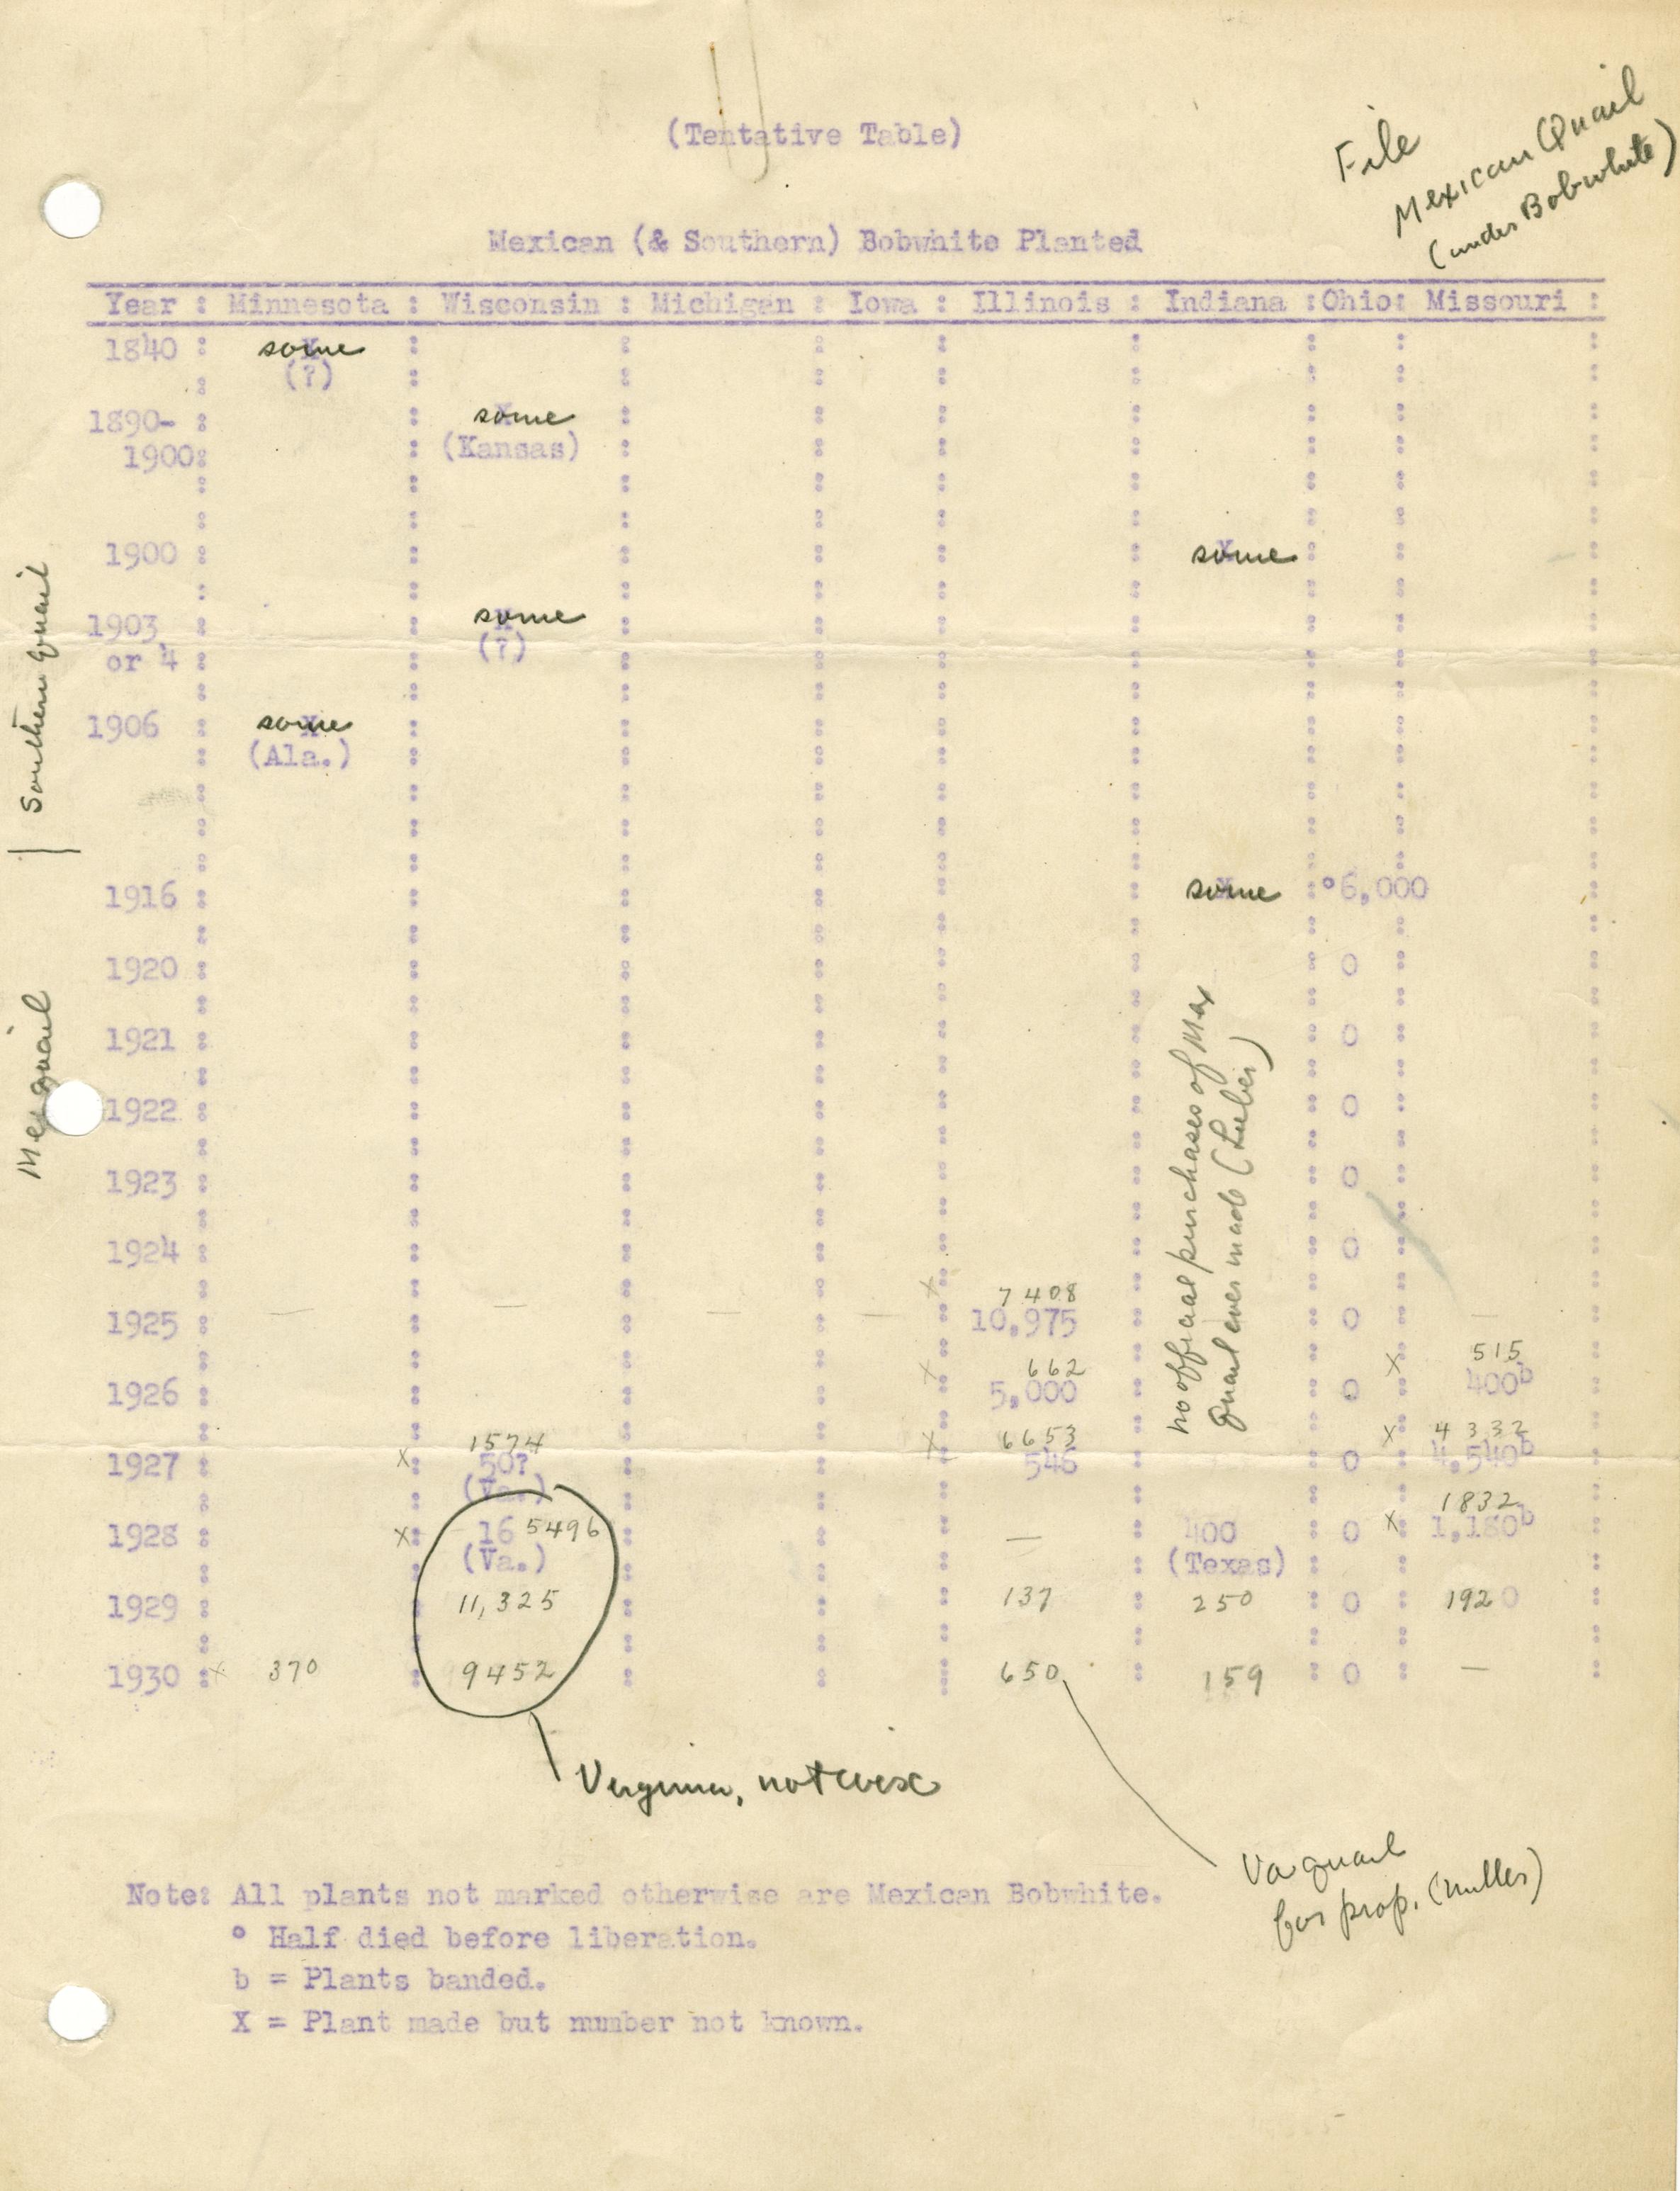 (Tentative Table)
File
Mexican Quail
(under Bobwhite)
Mexican (& Southern) Bobwhite Planted
Year : Minnesota : Wisconsin : Michigan : Iowa : Illinois : Indiana : Ohio : Missouri :
1840 some
(?)
1890- some
1900 (Kansas)
1900 some
1903 some
or 4 (?)
1906 some
(Ala.)
Southern Quail
1916 some °6,000
1920 0
1921 0
1922 0
1923 0
1924 0
Mex quail
no official purchases of Mex
quail ever made
x 7408
1925 — — — — 10,975 0 —
x 662 x 515
1926 5,000 0 400b
1574 x 6653 x 4332
1927 x 50? 546 0 4,540b
(Va.) 1832
1928 x 16 5496 — 400 0 x 1,180b
(Va.) (Texas)
1929 11,325 137 250 0 1920
1930 x 370 9452 650 159 0 —
Virginia, not
Va quail
for prop.
Note: All plants not marked otherwise are Mexican Bobwhite.
° Half died before liberation.
b = Plants banded.
X = Plant made but number not known.